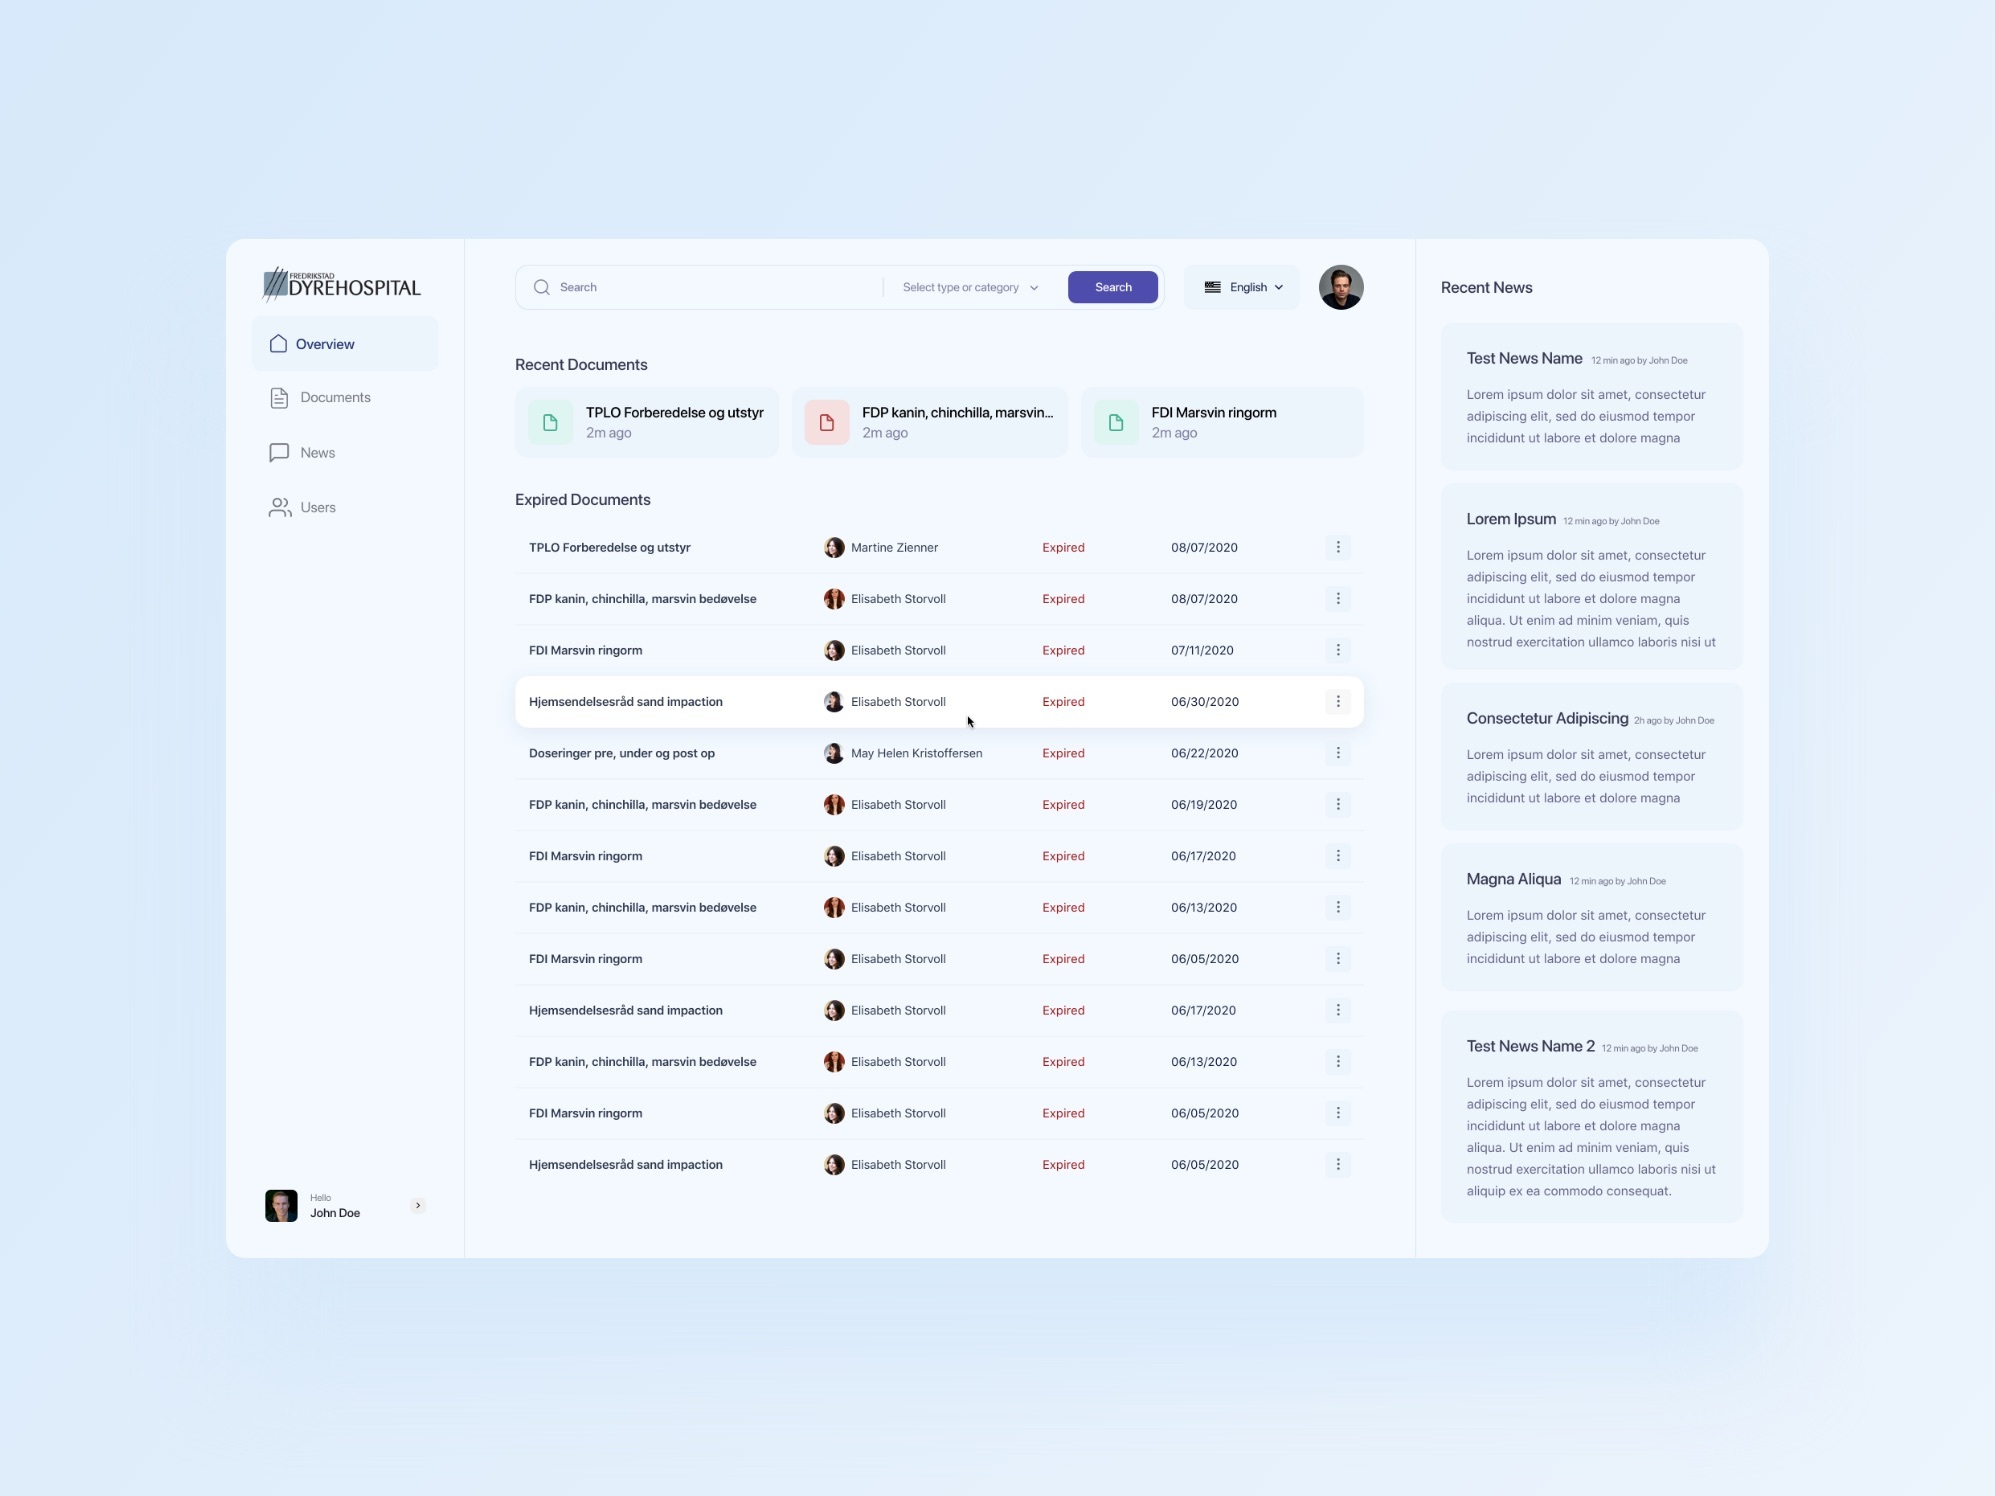 FREDRIKSTAD
DYREHOSPITAL
Overview
Documents
News
Users
Hello
John Doe
Search
Select type or category
Search
English
Recent Documents
TPLO Forberedelse og utstyr
2m ago
FDP kanin, chinchilla, marsvin...
2m ago
FDI Marsvin ringorm
2m ago
Expired Documents
TPLO Forberedelse og utstyr Martine Zienner Expired 08/07/2020
FDP kanin, chinchilla, marsvin bedøvelse Elisabeth Storvoll Expired 08/07/2020
FDI Marsvin ringorm Elisabeth Storvoll Expired 07/11/2020
Hjemsendelsesråd sand impaction Elisabeth Storvoll Expired 06/30/2020
Doseringer pre, under og post op May Helen Kristoffersen Expired 06/22/2020
FDP kanin, chinchilla, marsvin bedøvelse Elisabeth Storvoll Expired 06/19/2020
FDI Marsvin ringorm Elisabeth Storvoll Expired 06/17/2020
FDP kanin, chinchilla, marsvin bedøvelse Elisabeth Storvoll Expired 06/13/2020
FDI Marsvin ringorm Elisabeth Storvoll Expired 06/05/2020
Hjemsendelsesråd sand impaction Elisabeth Storvoll Expired 06/17/2020
FDP kanin, chinchilla, marsvin bedøvelse Elisabeth Storvoll Expired 06/13/2020
FDI Marsvin ringorm Elisabeth Storvoll Expired 06/05/2020
Hjemsendelsesråd sand impaction Elisabeth Storvoll Expired 06/05/2020
Recent News
Test News Name 12 min ago by John Doe
Lorem ipsum dolor sit amet, consectetur
adipiscing elit, sed do eiusmod tempor
incididunt ut labore et dolore magna
Lorem Ipsum 12 min ago by John Doe
Lorem ipsum dolor sit amet, consectetur
adipiscing elit, sed do eiusmod tempor
incididunt ut labore et dolore magna
aliqua. Ut enim ad minim veniam, quis
nostrud exercitation ullamco laboris nisi ut
Consectetur Adipiscing 2h ago by John Doe
Lorem ipsum dolor sit amet, consectetur
adipiscing elit, sed do eiusmod tempor
incididunt ut labore et dolore magna
Magna Aliqua 12 min ago by John Doe
Lorem ipsum dolor sit amet, consectetur
adipiscing elit, sed do eiusmod tempor
incididunt ut labore et dolore magna
Test News Name 2 12 min ago by John Doe
Lorem ipsum dolor sit amet, consectetur
adipiscing elit, sed do eiusmod tempor
incididunt ut labore et dolore magna
aliqua. Ut enim ad minim veniam, quis
nostrud exercitation ullamco laboris nisi ut
aliquip ex ea commodo consequat.